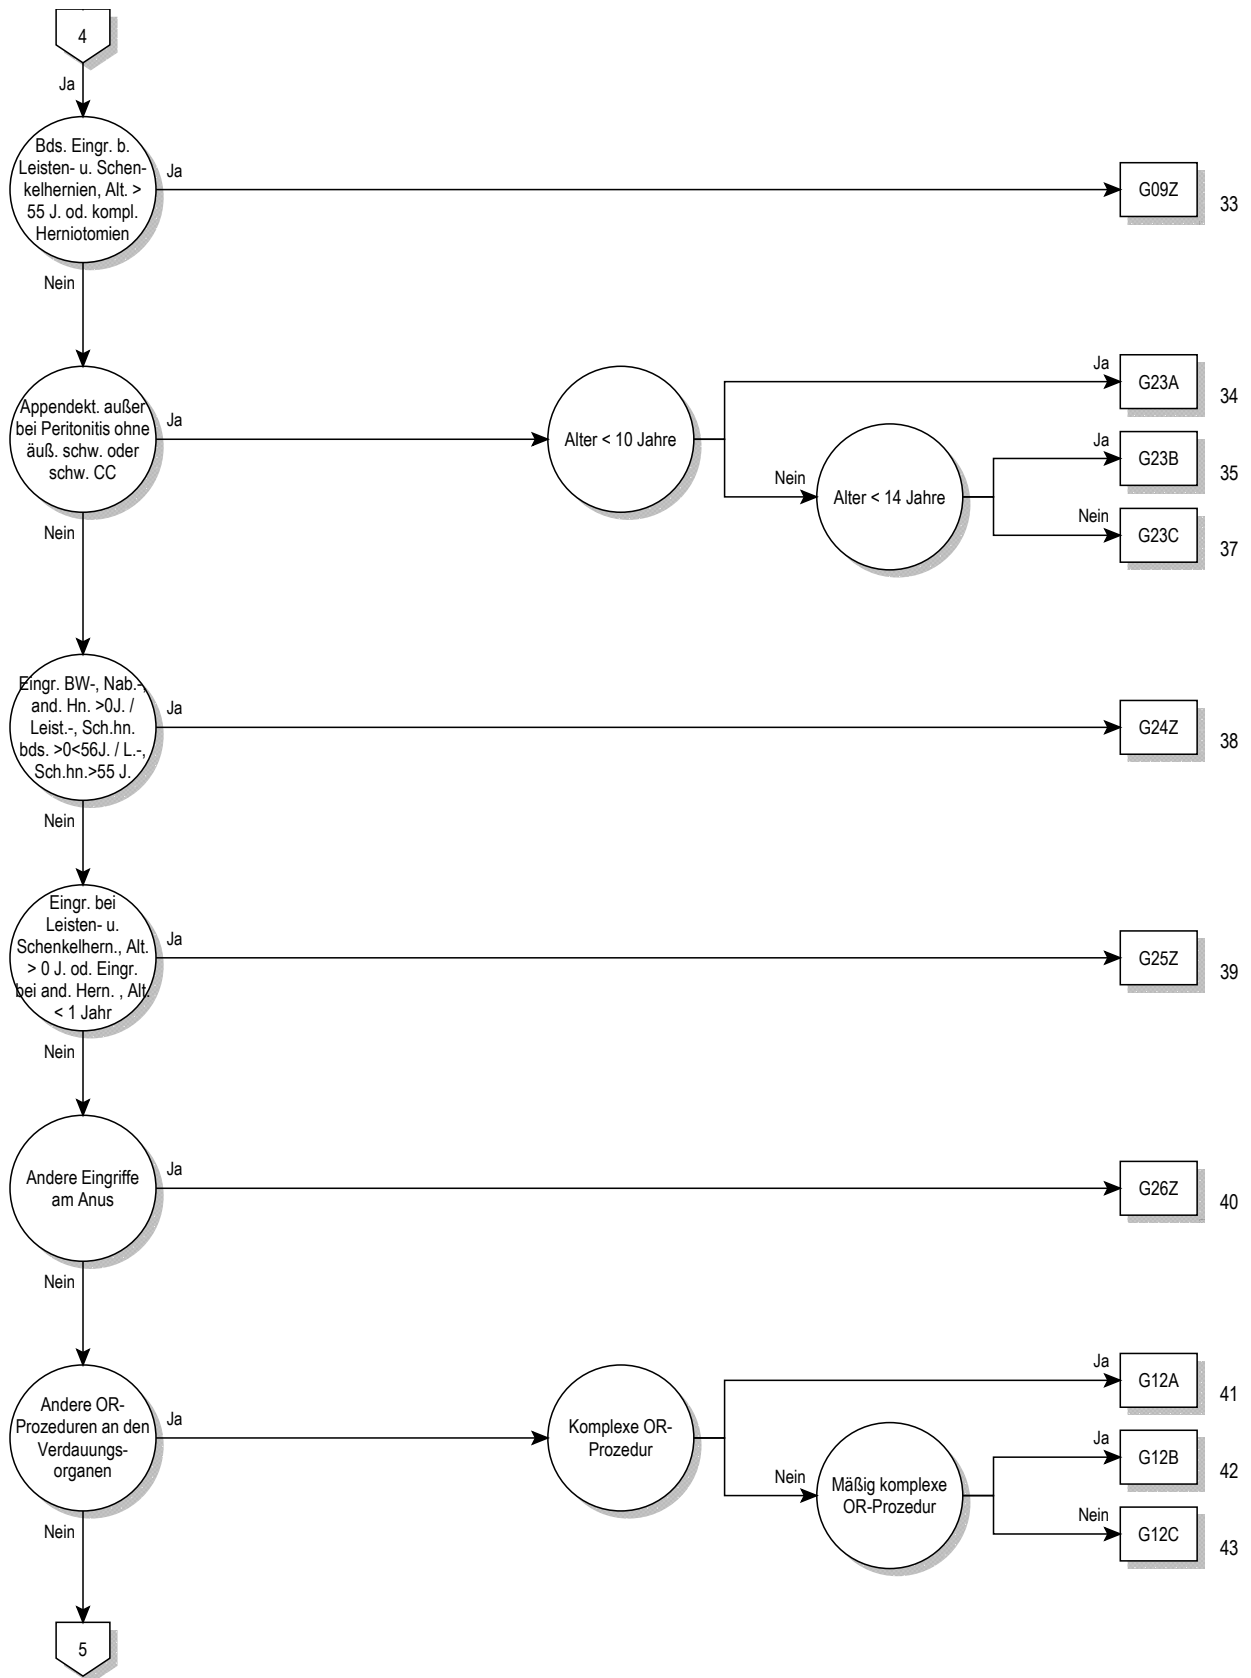 4
Ja
Bds. Eingr. b.
Leisten- u. Schen-
kelhernien, Alt. >
55 J. od. kompl.
Herniotomien
Ja
G09Z
33
Nein
Appendekt. außer
bei Peritonitis ohne
äuß. schw. oder
schw. CC
Ja
Alter < 10 Jahre
Ja
G23A
34
Nein
Alter < 14 Jahre
Ja
G23B
35
Nein
G23C
37
Nein
Eingr. BW-, Nab.-,
and. Hn. >0J. /
Leist.-, Sch.hn.
bds. >0<56J. / L.-,
Sch.hn.>55 J.
Ja
G24Z
38
Nein
Eingr. bei
Leisten- u.
Schenkelhern., Alt.
> 0 J. od. Eingr.
bei and. Hern. , Alt.
< 1 Jahr
Ja
G25Z
39
Nein
Andere Eingriffe
am Anus
Ja
G26Z
40
Nein
Andere OR-
Prozeduren an den
Verdauungs-
organen
Ja
Komplexe OR-
Prozedur
Ja
G12A
41
Nein
Mäßig komplexe
OR-Prozedur
Ja
G12B
42
Nein
G12C
43
Nein
5